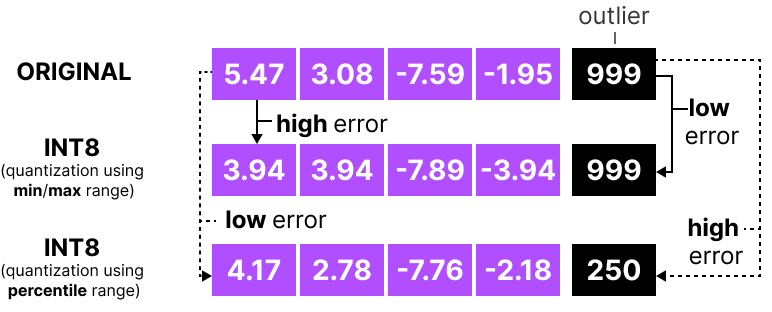 outlier
ORIGINAL 5.47 3.08 -7.59 -1.95 999
high error
low
error
INT8
(quantization using
min/max range)
3.94 3.94 -7.89 -3.94 999
low error
high
error
INT8
(quantization using
percentile range)
4.17 2.78 -7.76 -2.18 250